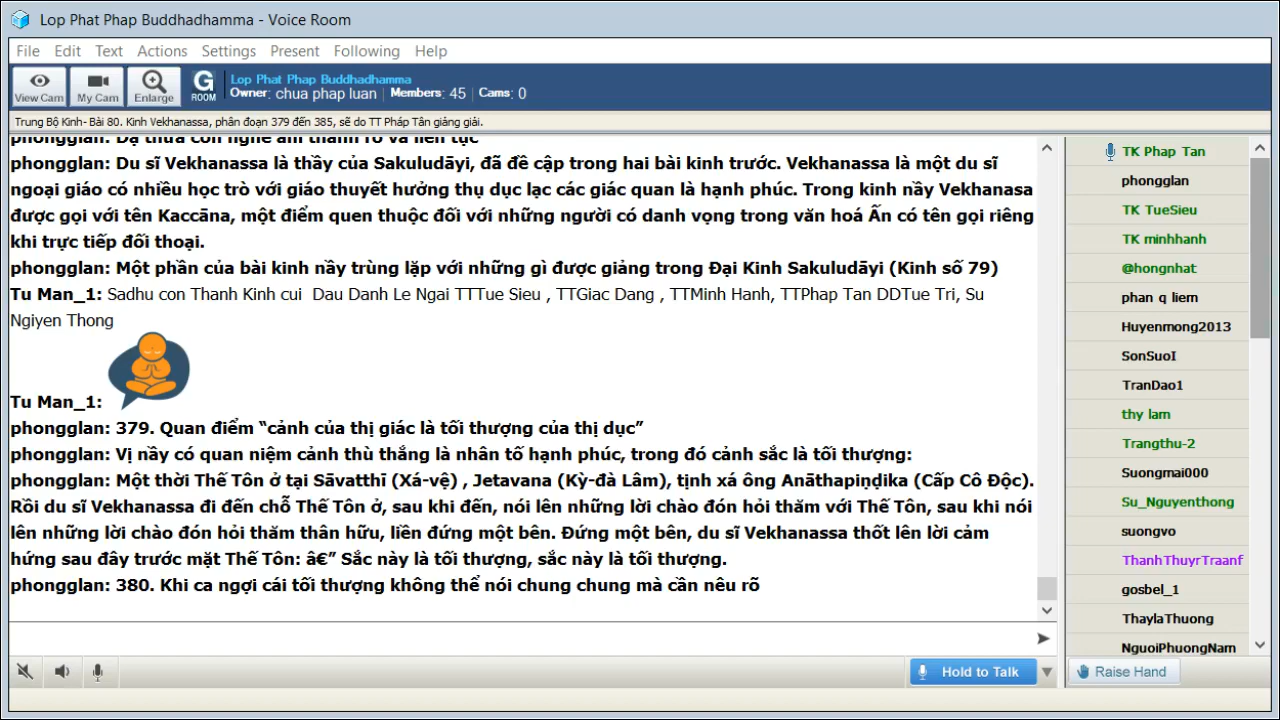 Lop Phat Phap Buddhadhamma - Voice Room
File Edit Text Actions Settings Present Following Help
View Cam My Cam Enlarge G ROOM
Lop Phat Phap Buddhadhamma
Owner: chua phap luan Members: 45 Cams: 0
Trung Bộ Kinh- Bài 80. Kinh Vekhanassa, phân đoạn 379 đến 385, sẽ do TT Pháp Tân giảng giải.
phongglan: Dạ thưa con nghe âm thanh rõ và liên tục
phongglan: Du sĩ Vekhanassa là thầy của Sakuludāyi, đã đề cập trong hai bài kinh trước. Vekhanassa là một du sĩ
ngoại giáo có nhiều học trò với giáo thuyết hưởng thụ dục lạc các giác quan là hạnh phúc. Trong kinh nầy Vekhanasa
được gọi với tên Kaccāna, một điểm quen thuộc đối với những người có danh vọng trong văn hoá Ấn có tên gọi riêng
khi trực tiếp đối thoại.
phongglan: Một phần của bài kinh nầy trùng lặp với những gì được giảng trong Đại Kinh Sakuludāyi (Kinh số 79)
Tu Man_1: Sadhu con Thanh Kinh cui Dau Danh Le Ngai TTTue Sieu , TTGiac Dang , TTMinh Hanh, TTPhap Tan DDTue Tri, Su
Ngiyen Thong
Tu Man_1:
phongglan: 379. Quan điểm “cảnh của thị giác là tối thượng của thị dục”
phongglan: Vị nầy có quan niệm cảnh thù thắng là nhân tố hạnh phúc, trong đó cảnh sắc là tối thượng:
phongglan: Một thời Thế Tôn ở tại Sāvatthī (Xá-vệ) , Jetavana (Kỳ-đà Lâm), tịnh xá ông Anāthapiṇḍika (Cấp Cô Độc).
Rồi du sĩ Vekhanassa đi đến chỗ Thế Tôn ở, sau khi đến, nói lên những lời chào đón hỏi thăm với Thế Tôn, sau khi nói
lên những lời chào đón hỏi thăm thân hữu, liền đứng một bên. Đứng một bên, du sĩ Vekhanassa thốt lên lời cảm
hứng sau đây trước mặt Thế Tôn: â€” Sắc này là tối thượng, sắc này là tối thượng.
phongglan: 380. Khi ca ngợi cái tối thượng không thể nói chung chung mà cần nêu rõ
TK Phap Tan
phongglan
TK TueSieu
TK minhhanh
@hongnhat
phan q liem
Huyenmong2013
SonSuoI
TranDao1
thy lam
Trangthu-2
Suongmai000
Su_Nguyenthong
suongvo
ThanhThuyrTraanf
gosbel_1
ThaylaThuong
NguoiPhuongNam
Hold to Talk
Raise Hand